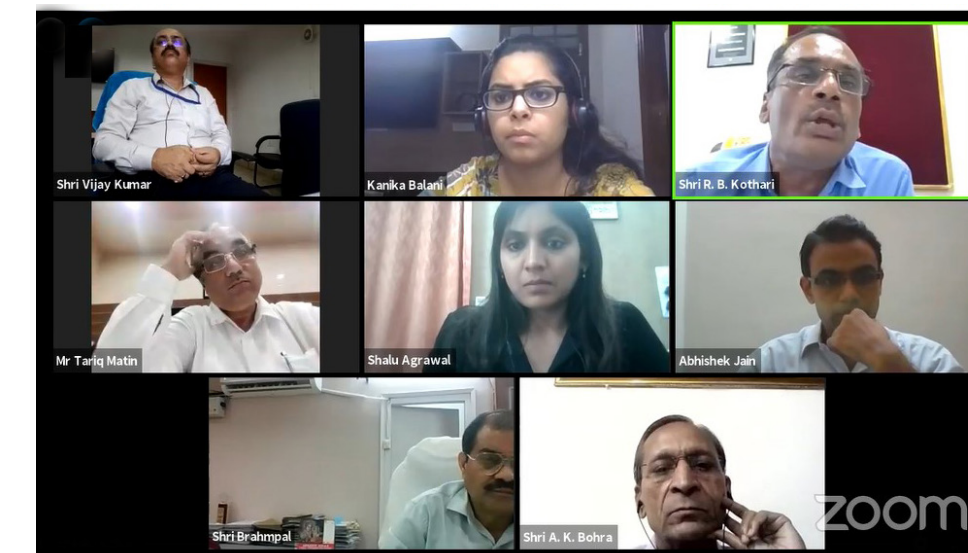 Shri Vijay Kumar
Kanika Balani
Shri R. B. Kothari
Mr Tariq Matin
Shalu Agrawal
Abhishek Jain
Shri Brahmpal
Shri A. K. Bohra
zoom